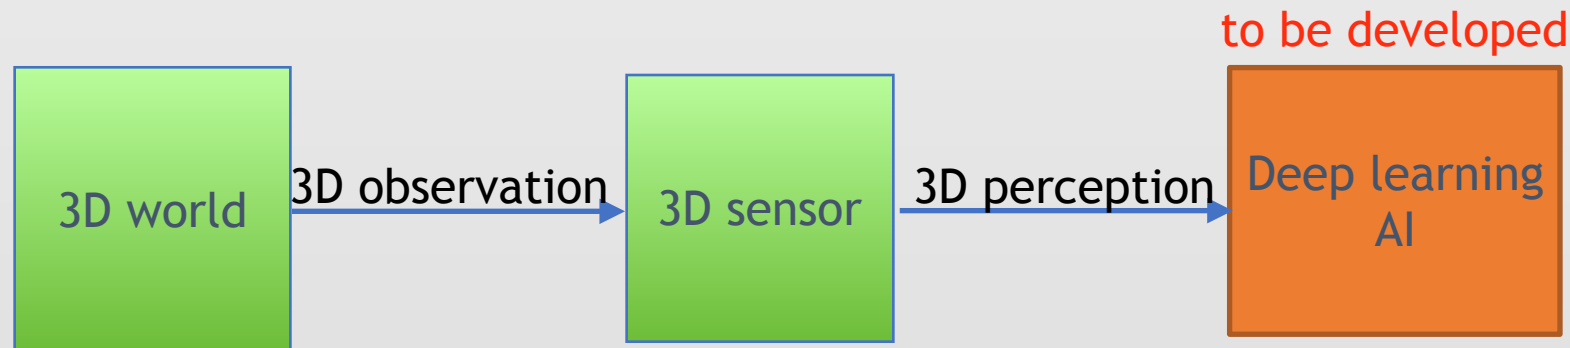 to be developed
3D world
3D observation
3D sensor
3D perception
Deep learning
AI